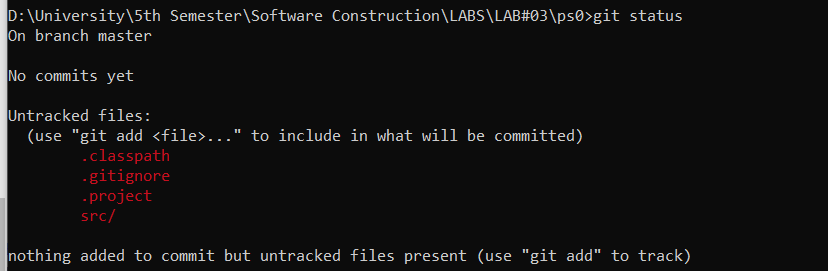 D:\University\5th Semester\Software Construction\LABS\LAB#03\ps0>git status
On branch master
No commits yet
Untracked files:
(use "git add <file>..." to include in what will be committed)
.classpath
.gitignore
.project
src/
nothing added to commit but untracked files present (use "git add" to track)